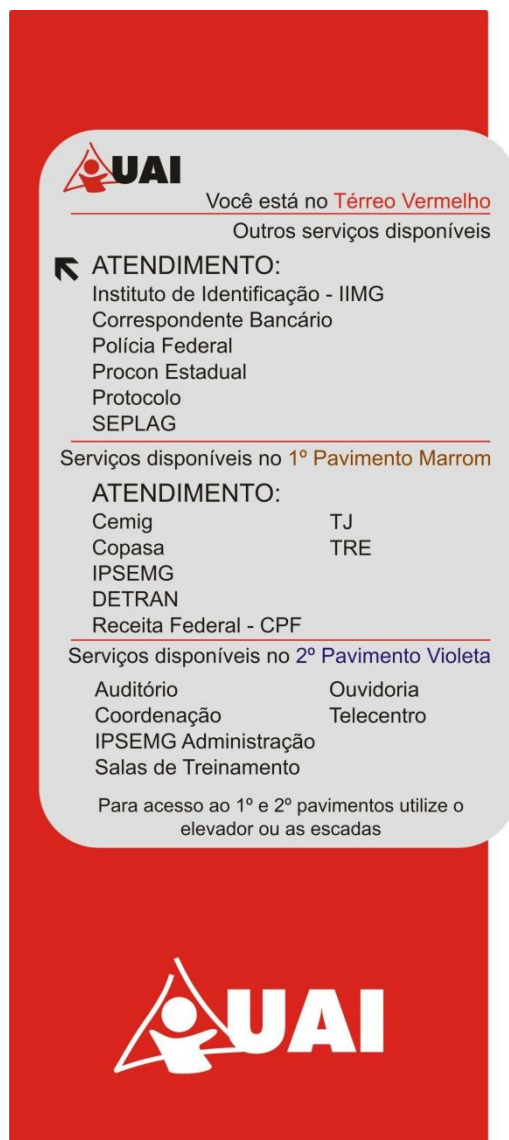 UAI
Você está no Térreo Vermelho
Outros serviços disponíveis
ATENDIMENTO:
Instituto de Identificação - IIMG
Correspondente Bancário
Polícia Federal
Procon Estadual
Protocolo
SEPLAG
Serviços disponíveis no 1º Pavimento Marrom
ATENDIMENTO:
Cemig TJ
Copasa TRE
IPSEMG
DETRAN
Receita Federal - CPF
Serviços disponíveis no 2º Pavimento Violeta
Auditório Ouvidoria
Coordenação Telecentro
IPSEMG Administração
Salas de Treinamento
Para acesso ao 1º e 2º pavimentos utilize o
elevador ou as escadas
UAI